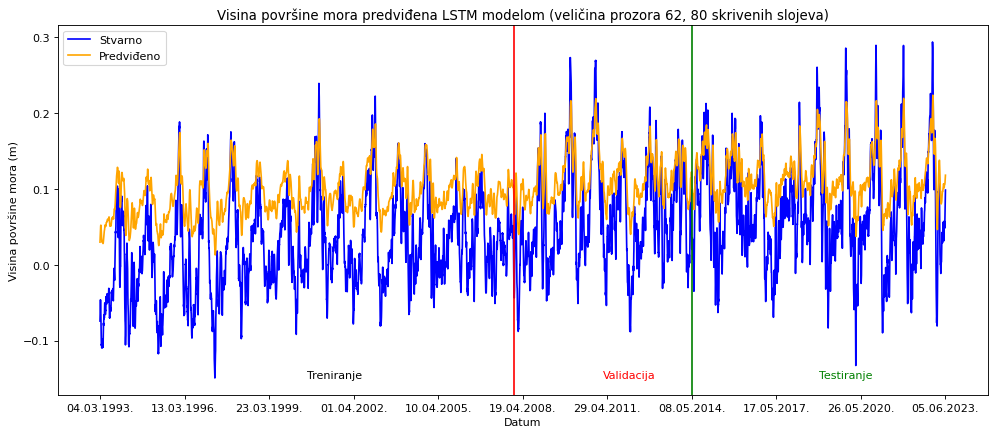 Visina površine mora predviđena LSTM modelom (veličina prozora 62, 80 skrivenih slojeva)
Stvarno
Predviđeno
Visina površine mora (m)
0.3
0.2
0.1
0.0
−0.1
Treniranje
Validacija
Testiranje
04.03.1993. 13.03.1996. 23.03.1999. 01.04.2002. 10.04.2005. 19.04.2008. 29.04.2011. 08.05.2014. 17.05.2017. 26.05.2020. 05.06.2023.
Datum